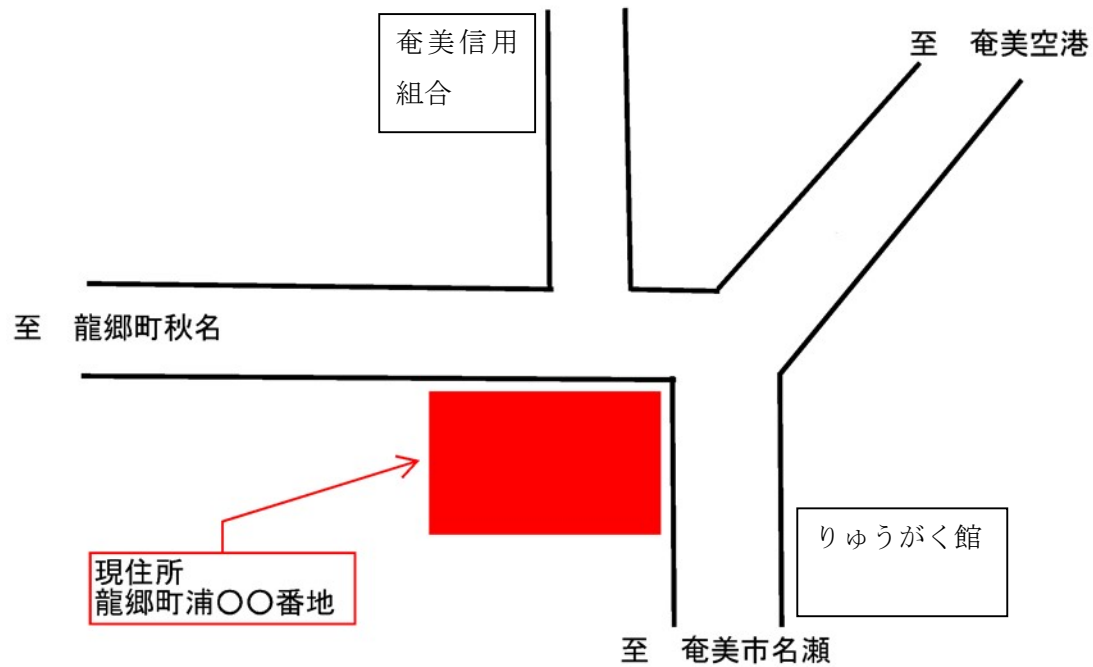 奄美信用
組合
至　奄美空港
至　龍郷町秋名
現住所
龍郷町浦〇〇番地
りゅうがく館
至　奄美市名瀬